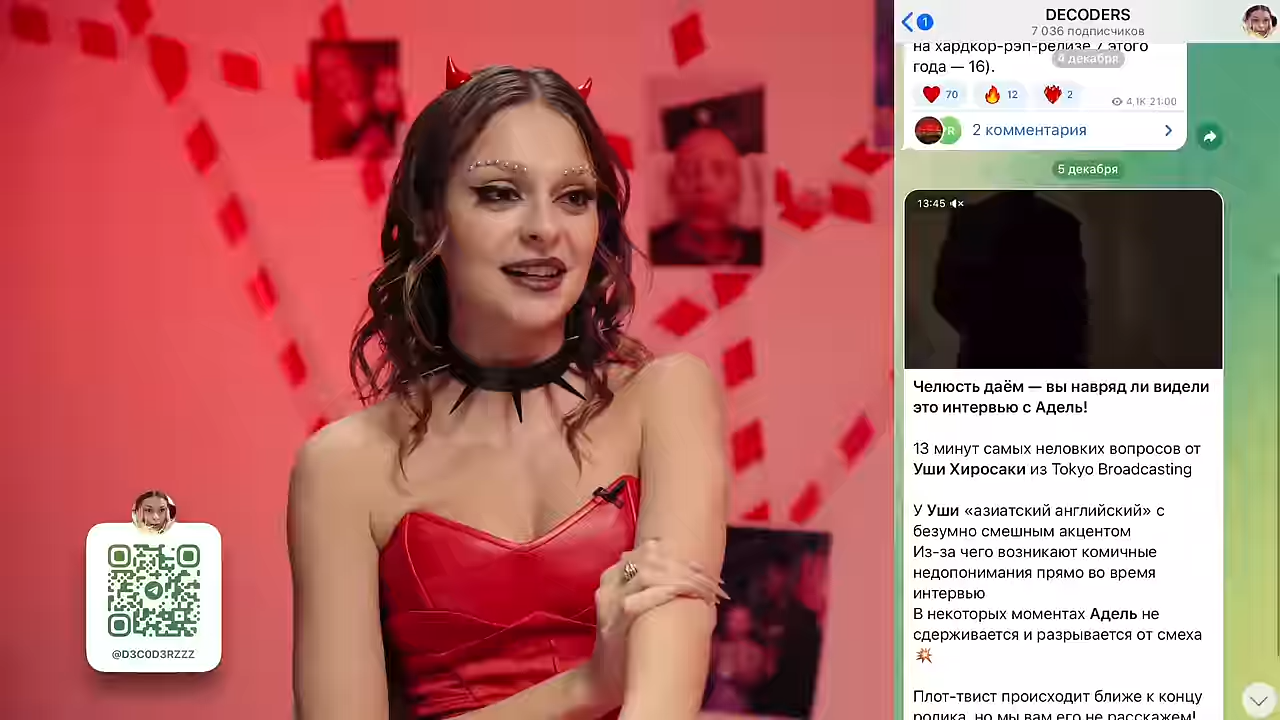 @D3C0D3RZZZ
1
DECODERS
7 036 подписчиков
на хардкор-рэп-релизе 7 этого
4 декабря
года — 16).
70
12
2
4,1K 21:00
R
2 комментария
5 декабря
13:45
Челюсть даём — вы навряд ли видели
это интервью с Адель!
13 минут самых неловких вопросов от
Уши Хиросаки из Tokyo Broadcasting
У Уши «азиатский английский» с
безумно смешным акцентом
Из-за чего возникают комичные
недопонимания прямо во время
интервью
В некоторых моментах Адель не
сдерживается и разрывается от смеха
Плот-твист происходит ближе к концу
ролика, но мы вам его не расскажем!